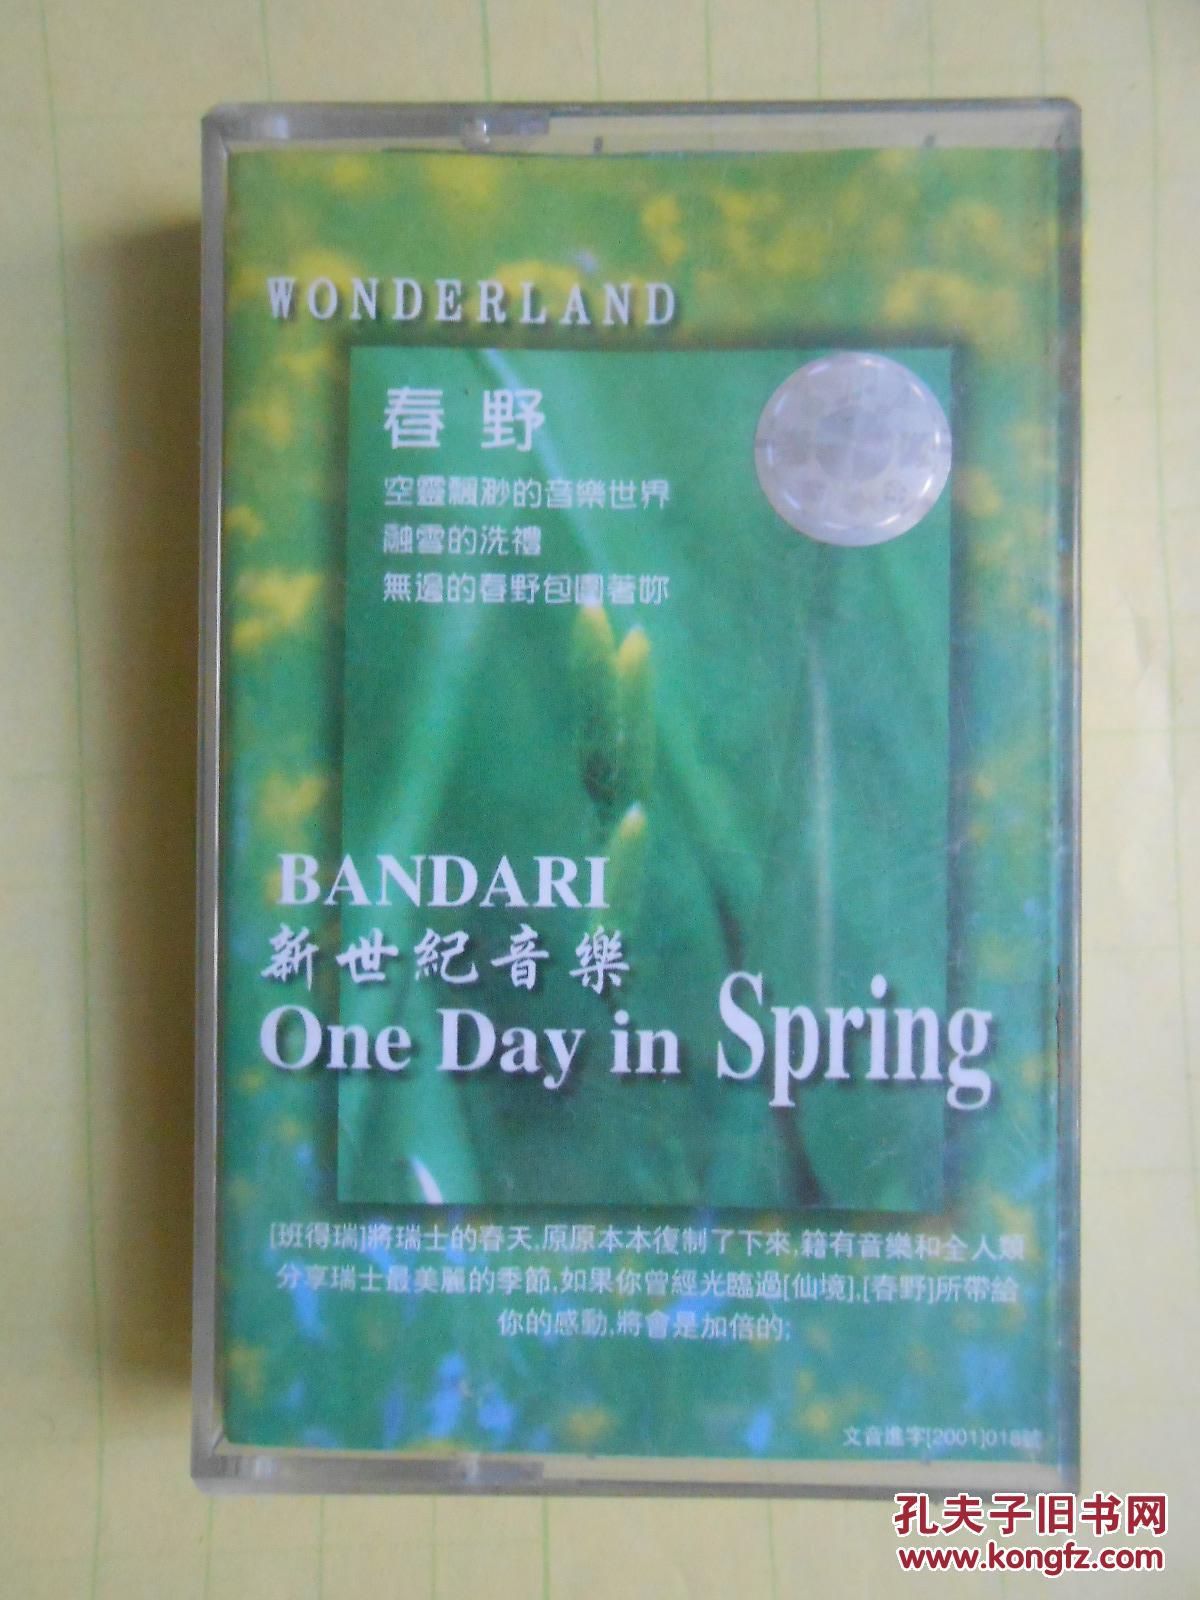 WONDERLAND
春野
空靈飄渺的音樂世界
融雪的洗禮
無邊的春野包圍著妳
BANDARI
新世紀音樂
One Day in Spring
[班得瑞]將瑞士的春天,原原本本復制了下來,籍有音樂和全人類
分享瑞士最美麗的季節,如果你曾經光臨過[仙境],[春野]所帶給
你的感動,將會是加倍的;
文音進字[2001]018號
孔夫子旧书网
www.kongfz.com